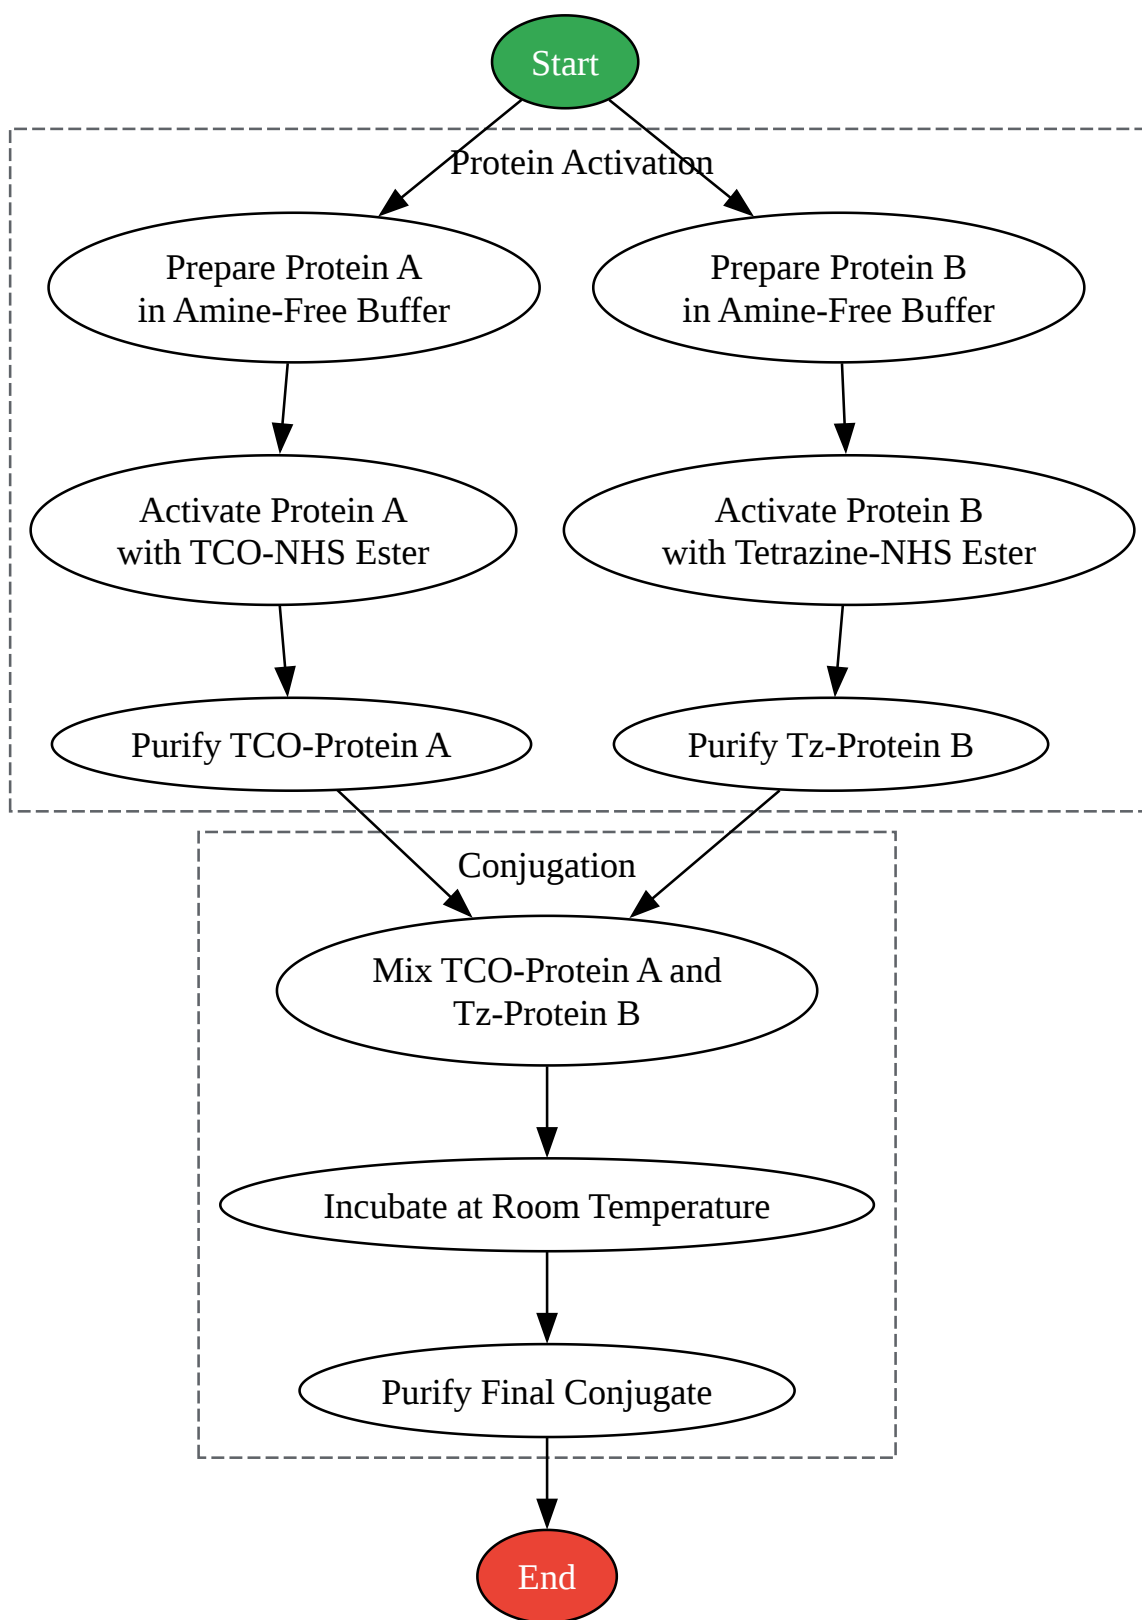 Start
Protein Activation
Prepare Protein A
in Amine-Free Buffer
Prepare Protein B
in Amine-Free Buffer
Activate Protein A
with TCO-NHS Ester
Activate Protein B
with Tetrazine-NHS Ester
Purify TCO-Protein A
Purify Tz-Protein B
Conjugation
Mix TCO-Protein A and
Tz-Protein B
Incubate at Room Temperature
Purify Final Conjugate
End